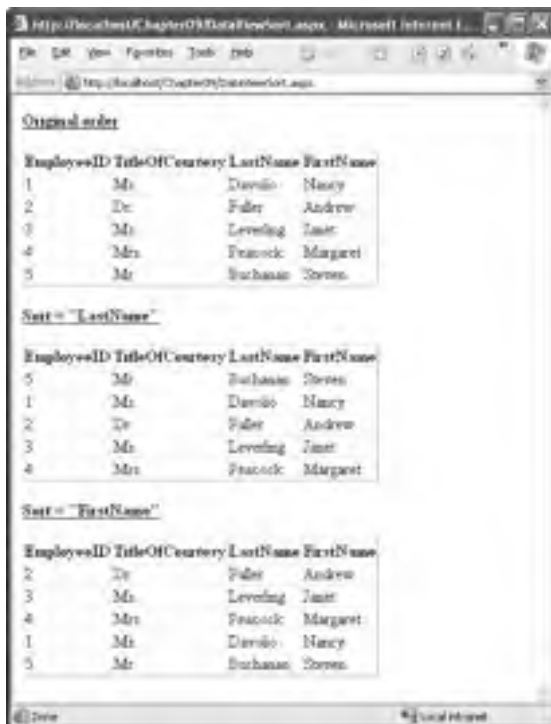 http://localhost/Chapter09/DataViewSort.aspx - Microsoft Internet E...
File Edit View Favorites Tools Help
Address http://localhost/Chapter09/DataViewSort.aspx
Original order
EmployeeID TitleOfCourtesy LastName FirstName
1 Ms. Davolio Nancy
2 Dr. Fuller Andrew
3 Ms. Leverling Janet
4 Mrs. Peacock Margaret
5 Mr. Buchanan Steven
Sort = "LastName"
EmployeeID TitleOfCourtesy LastName FirstName
5 Mr. Buchanan Steven
1 Ms. Davolio Nancy
2 Dr. Fuller Andrew
3 Ms. Leverling Janet
4 Mrs. Peacock Margaret
Sort = "FirstName"
EmployeeID TitleOfCourtesy LastName FirstName
2 Dr. Fuller Andrew
3 Ms. Leverling Janet
4 Mrs. Peacock Margaret
1 Ms. Davolio Nancy
5 Mr. Buchanan Steven
Done Local intranet